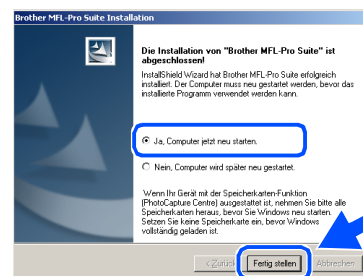 Brother MFL-Pro Suite Installation
Die Installation von "Brother MFL-Pro Suite" ist
abgeschlossen!
InstallShield Wizard hat Brother MFL-Pro Suite erfolgreich
installiert. Der Computer muss neu gestartet werden, bevor das
installierte Programm verwendet werden kann.
Ja, Computer jetzt neu starten.
Nein, Computer wird später neu gestartet.
Wenn Ihr Gerät mit der Speicherkarten-Funktion
(PhotoCapture Centre) ausgestattet ist, nehmen Sie bitte alle
Speicherkarten heraus, bevor Sie Windows neu starten.
Setzen Sie keine Speicherkarte ein, bevor Windows
vollständig geladen ist.
< Zurück Fertig stellen Abbrechen